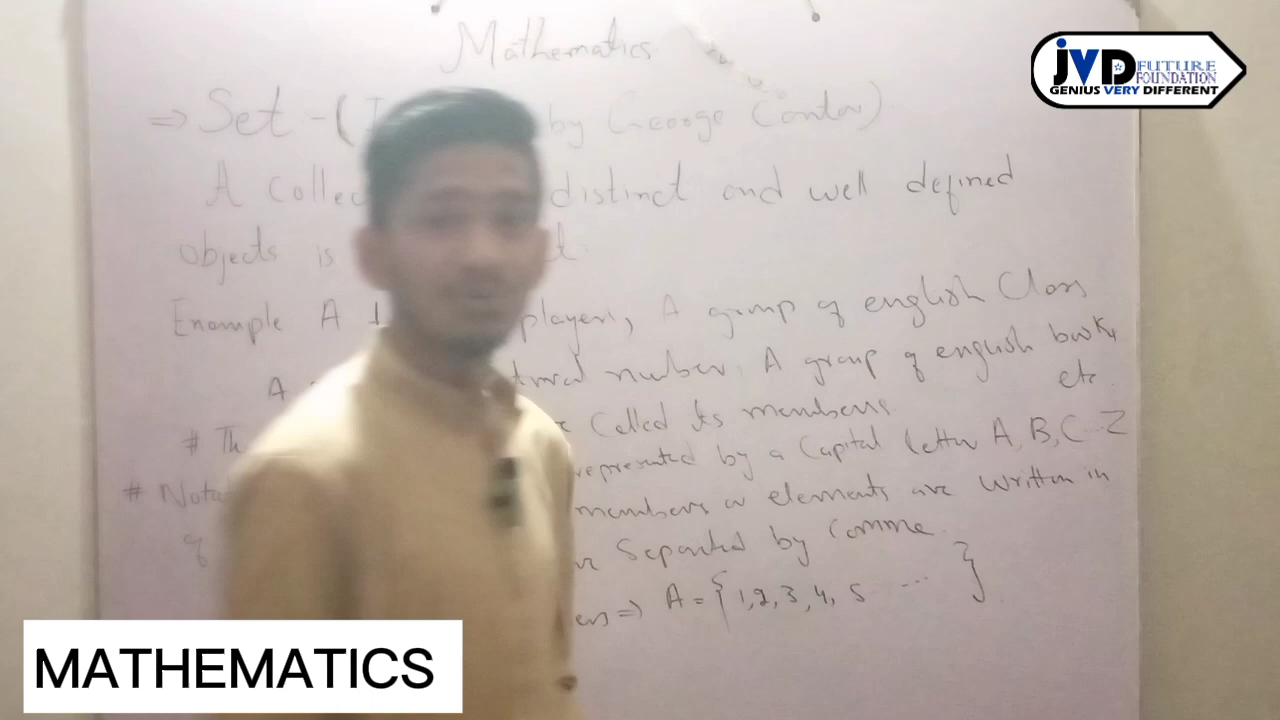 Mathematics
JVD FUTURE FOUNDATION
GENIUS VERY DIFFERENT
⇒ Set - ( by George Cantor)
A Collec distinct and well defined
objects is
Example A players, A group of english Class
A number, A group of english books
etc.
# Th Called its members.
represented by a Capital letter A, B, C... Z
# Nota members or elements are written in
of Separated by Comme.
⇒ A = { 1, 2, 3, 4, 5 ... }
MATHEMATICS